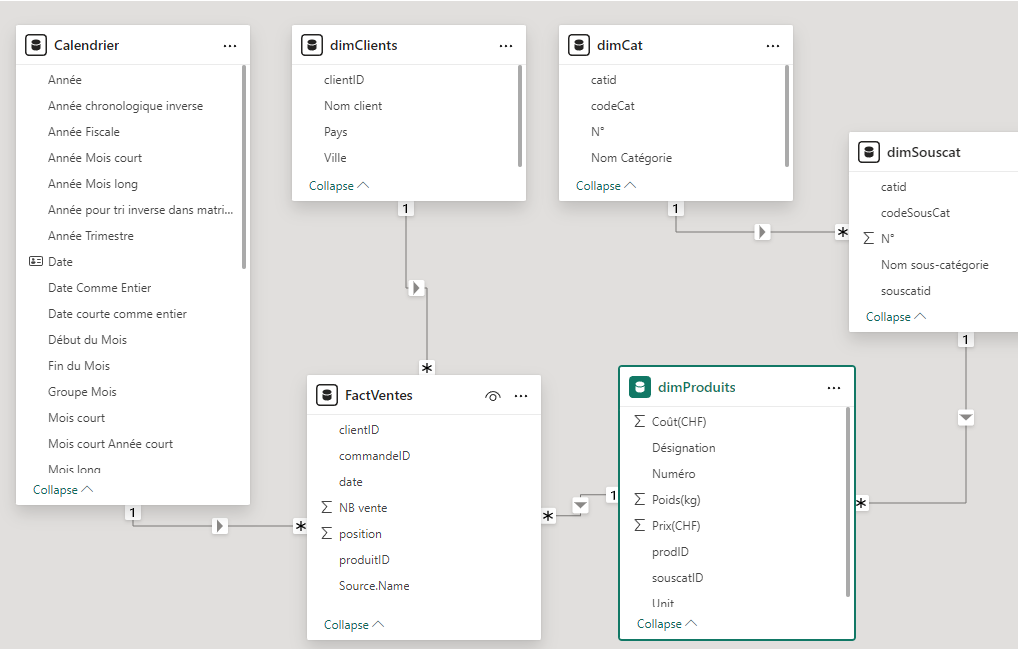 Calendrier
Année
Année chronologique inverse
Année Fiscale
Année Mois court
Année Mois long
Année pour tri inverse dans matri...
Année Trimestre
Date
Date Comme Entier
Date courte comme entier
Début du Mois
Fin du Mois
Groupe Mois
Mois court
Mois court Année court
Mois long
Collapse
1
*
dimClients
clientID
Nom client
Pays
Ville
Collapse
1
*
dimCat
catid
codeCat
N°
Nom Catégorie
Collapse
1
*
dimSouscat
catid
codeSousCat
Σ N°
Nom sous-catégorie
souscatid
Collapse
1
*
FactVentes
clientID
commandeID
date
Σ NB vente
Σ position
produitID
Source.Name
Collapse
*
1
dimProduits
Σ Coût(CHF)
Désignation
Numéro
Σ Poids(kg)
Σ Prix(CHF)
prodID
souscatID
Unit
Collapse